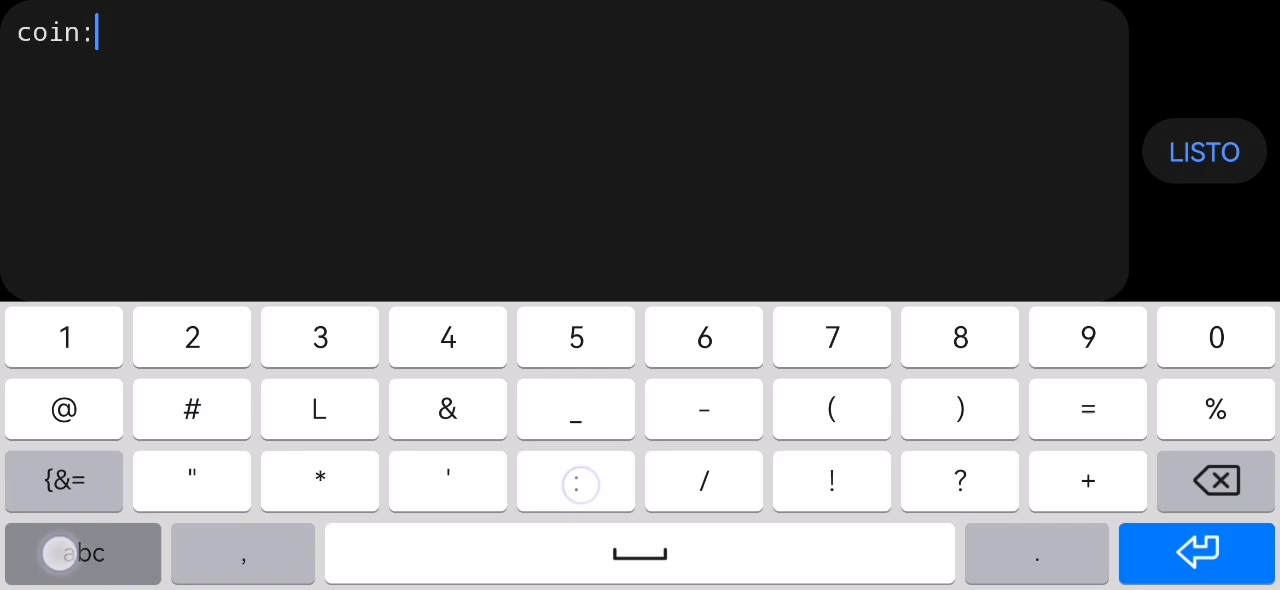 coin:
LISTO
1 2 3 4 5 6 7 8 9 0
@ # L & _ - ( ) = %
{&= " * ' : / ! ? +
abc , .